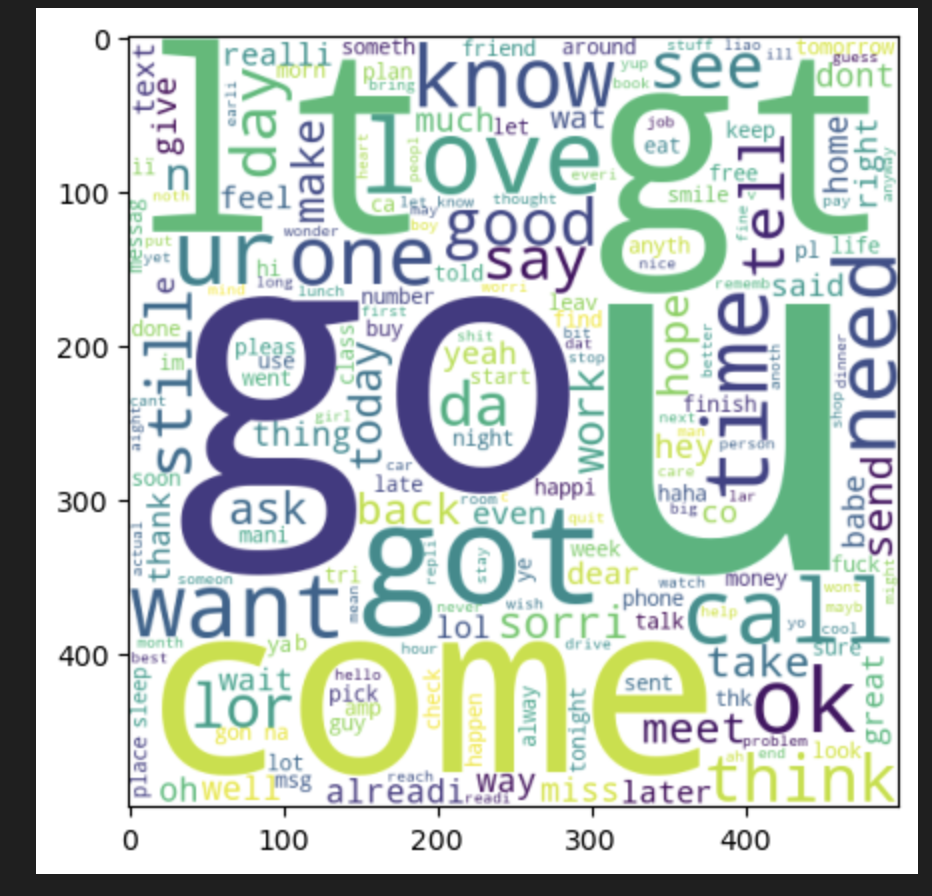 0
100
200
300
400
0 100 200 300 400
text
give
lt
realli
someth
friend
around
stuff
liao
ill
tomorrow
guess
dont
morn
plan
bring
know
yup
book
see
gt
earli
day
make
heart
much
let
wat
job
eat
keep
home
right
anyway
love
peopl
everi
free
tell
ii
n
noth
feel
ca
let know
may
boy
thought
smile
fine
pay
messag
put
yet
ur
wonder
one
good
say
anyth
nice
pl
life
hi
long
mind
lunch
told
worri
rememb
said
need
still
number
first
buy
leav
find
bit
dat
stop
hope
better
time
anoth
dinner
shop
done
im
go
pleas
use
went
class
shit
yeah
start
da
night
u
cant
aight
girl
thing
today
work
next
man
finish
hey
person
care
soon
car
late
room
happi
haha
lar
big
co
babe
send
thank
actual
ask
mani
back
even
quit
got
repli
stay
ye
week
dear
fuck
might
someon
tri
mean
want
never
wish
lol
sorri
watch
money
phone
talk
call
help
yo
wont
mayb
cool
sure
month
best
yab
hour
drive
take
come
wait
lor
hello
pick
amp
guy
gon na
check
happen
alway
tonight
sent
thk
ok
great
meet
problem
place
sleep
lot
msg
reach
ah
end
look
oh
well
alreadi
readi
way
miss
later
think